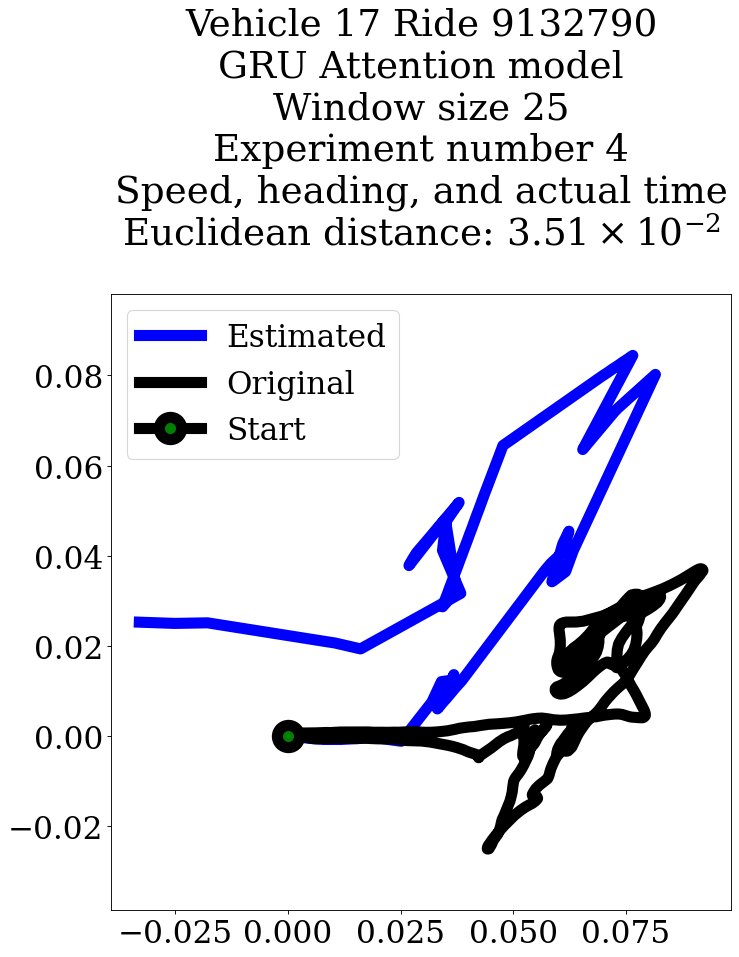 Vehicle 17 Ride 9132790
GRU Attention model
Window size 25
Experiment number 4
Speed, heading, and actual time
Euclidean distance: 3.51 × 10⁻²
Estimated
Original
Start
0.08
0.06
0.04
0.02
0.00
−0.02
−0.025 0.000 0.025 0.050 0.075